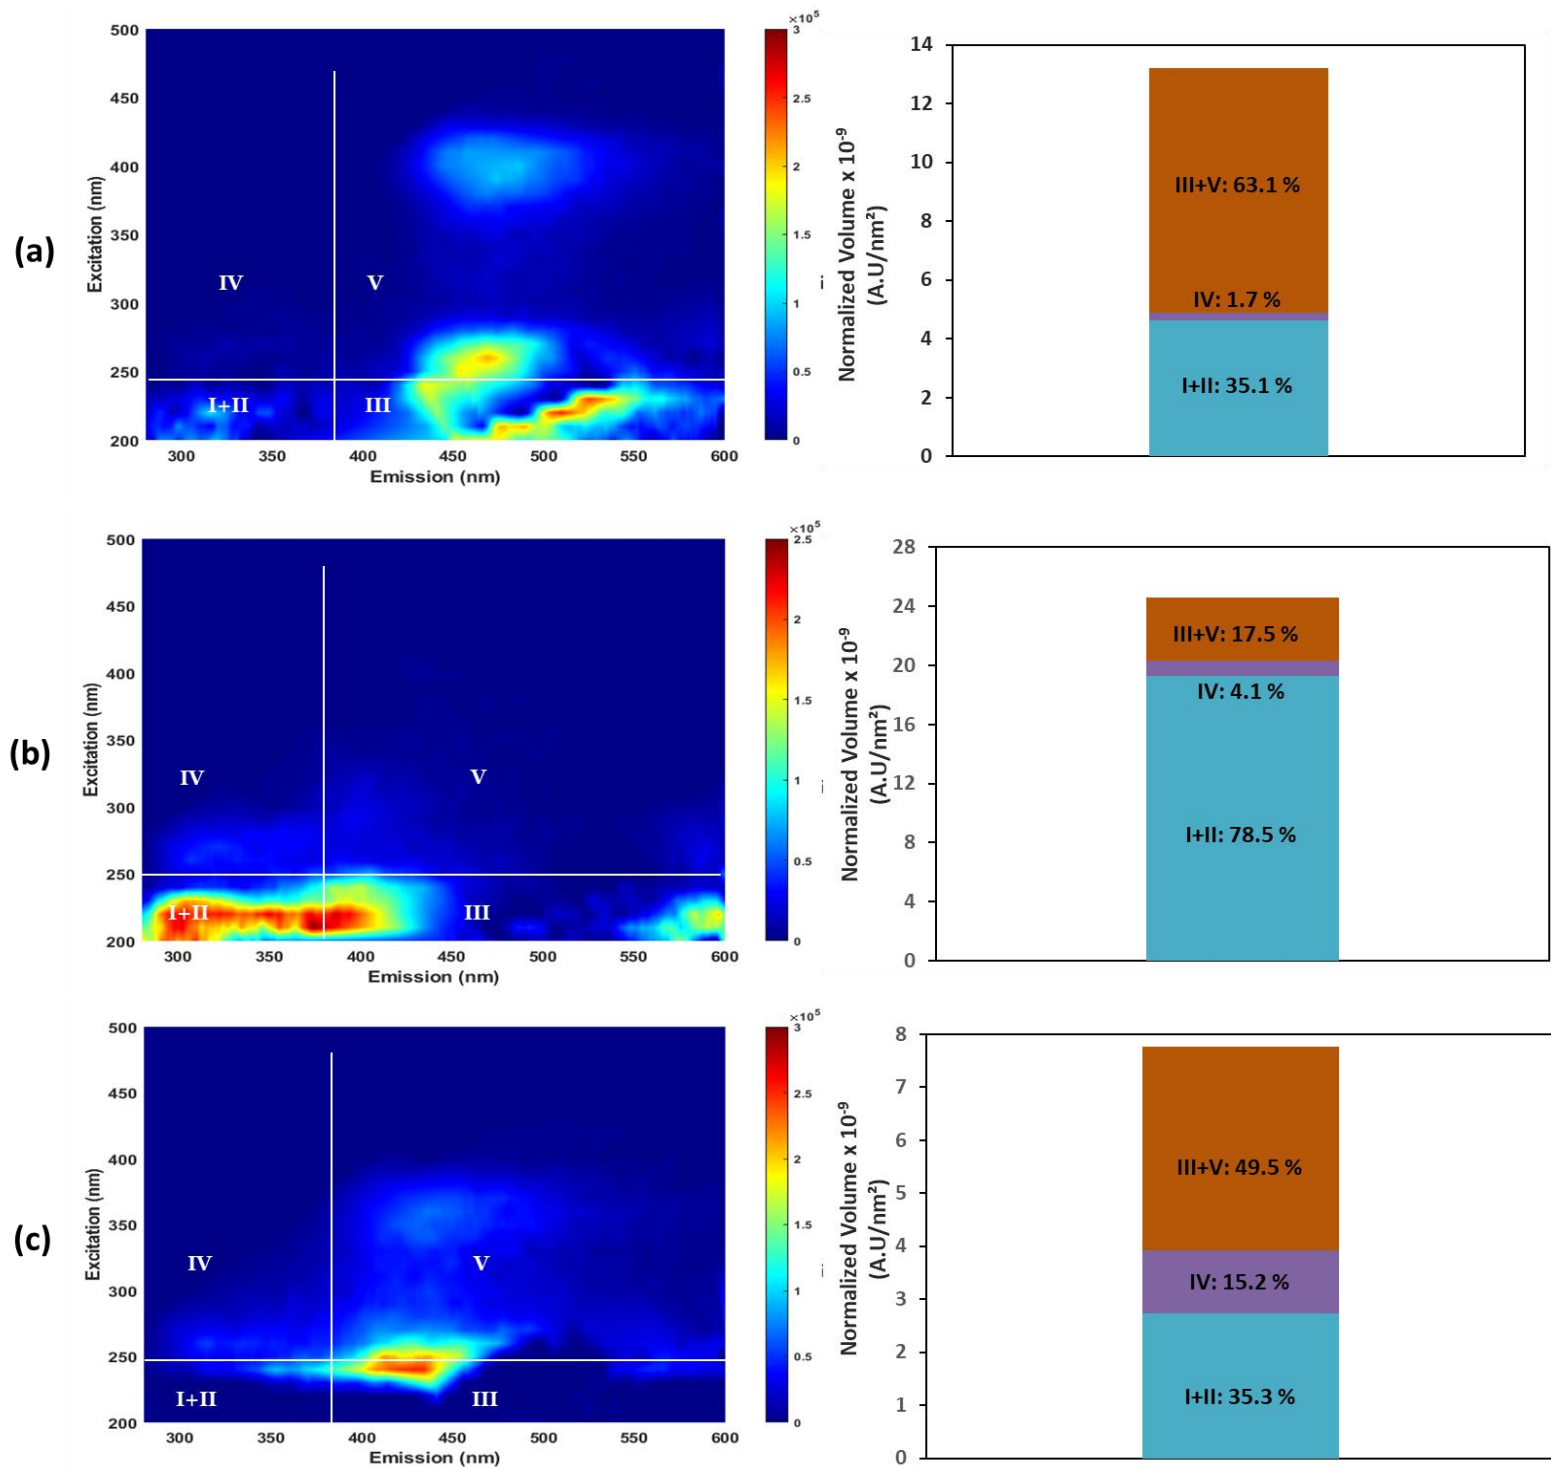 (a)
500
450
400
350
300
250
200
Excitation (nm)
300
350
400
450
500
550
600
Emission (nm)
IV
V
I+II
III
×10⁵
3
2.5
2
1.5
1
0.5
0
Normalized Volume x 10⁻⁹
(A.U/nm²)
14
12
10
8
6
4
2
0
III+V: 63.1 %
IV: 1.7 %
I+II: 35.1 %
(b)
500
450
400
350
300
250
200
Excitation (nm)
300
350
400
450
500
550
600
Emission (nm)
IV
V
I+II
III
×10⁵
2.5
2
1.5
1
0.5
0
Normalized Volume x 10⁻⁹
(A.U/nm²)
28
24
20
16
12
8
4
0
III+V: 17.5 %
IV: 4.1 %
I+II: 78.5 %
(c)
500
450
400
350
300
250
200
Excitation (nm)
300
350
400
450
500
550
600
Emission (nm)
IV
V
I+II
III
×10⁵
3
2.5
2
1.5
1
0.5
0
Normalized Volume x 10⁻⁹
(A.U/nm²)
8
7
6
5
4
3
2
1
0
III+V: 49.5 %
IV: 15.2 %
I+II: 35.3 %